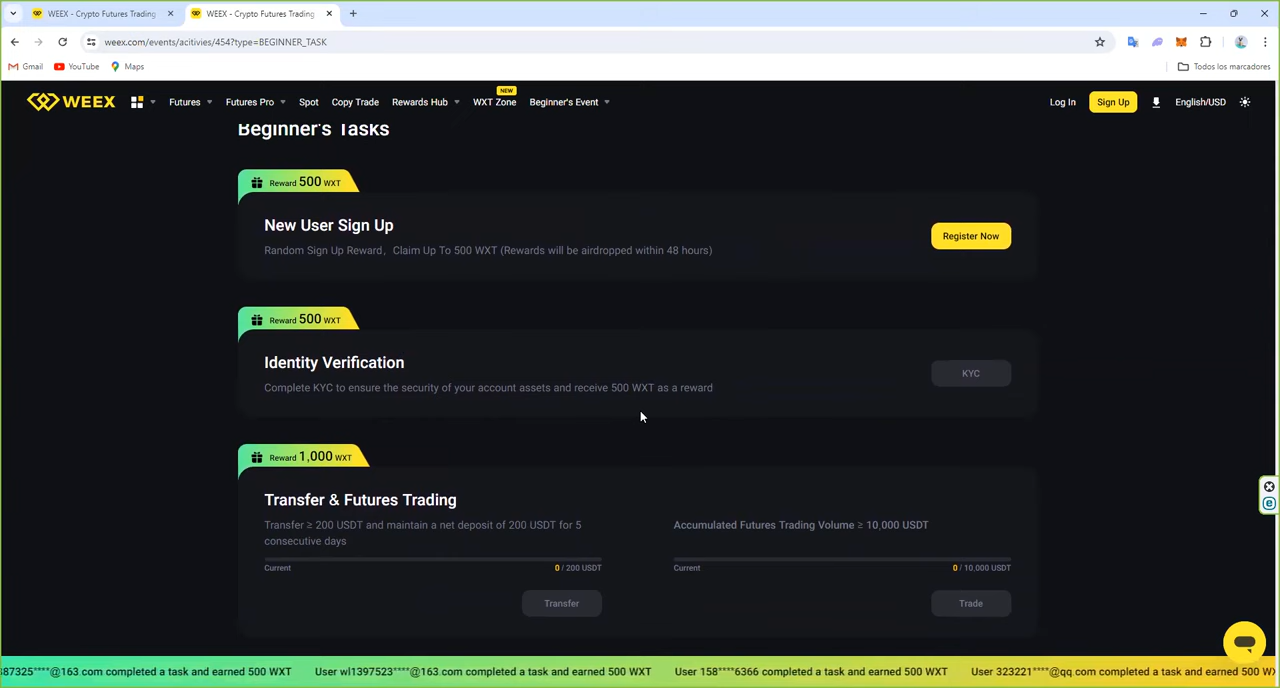 WEEX - Crypto Futures Trading
WEEX - Crypto Futures Trading
weex.com/events/acitivies/454?type=BEGINNER_TASK
Gmail
YouTube
Maps
Todos los marcadores
WEEX
Futures
Futures Pro
Spot
Copy Trade
Rewards Hub
NEW
WXT Zone
Beginner's Event
Log In
Sign Up
English/USD
Beginner's Tasks
Reward 500 WXT
New User Sign Up
Random Sign Up Reward, Claim Up To 500 WXT (Rewards will be airdropped within 48 hours)
Register Now
Reward 500 WXT
Identity Verification
Complete KYC to ensure the security of your account assets and receive 500 WXT as a reward
KYC
Reward 1,000 WXT
Transfer & Futures Trading
Transfer ≥ 200 USDT and maintain a net deposit of 200 USDT for 5
consecutive days
Current
0 / 200 USDT
Transfer
Accumulated Futures Trading Volume ≥ 10,000 USDT
Current
0 / 10,000 USDT
Trade
87325****@163.com completed a task and earned 500 WXT
User wl1397523****@163.com completed a task and earned 500 WXT
User 158****6366 completed a task and earned 500 WXT
User 323221****@qq.com completed a task and earned 500